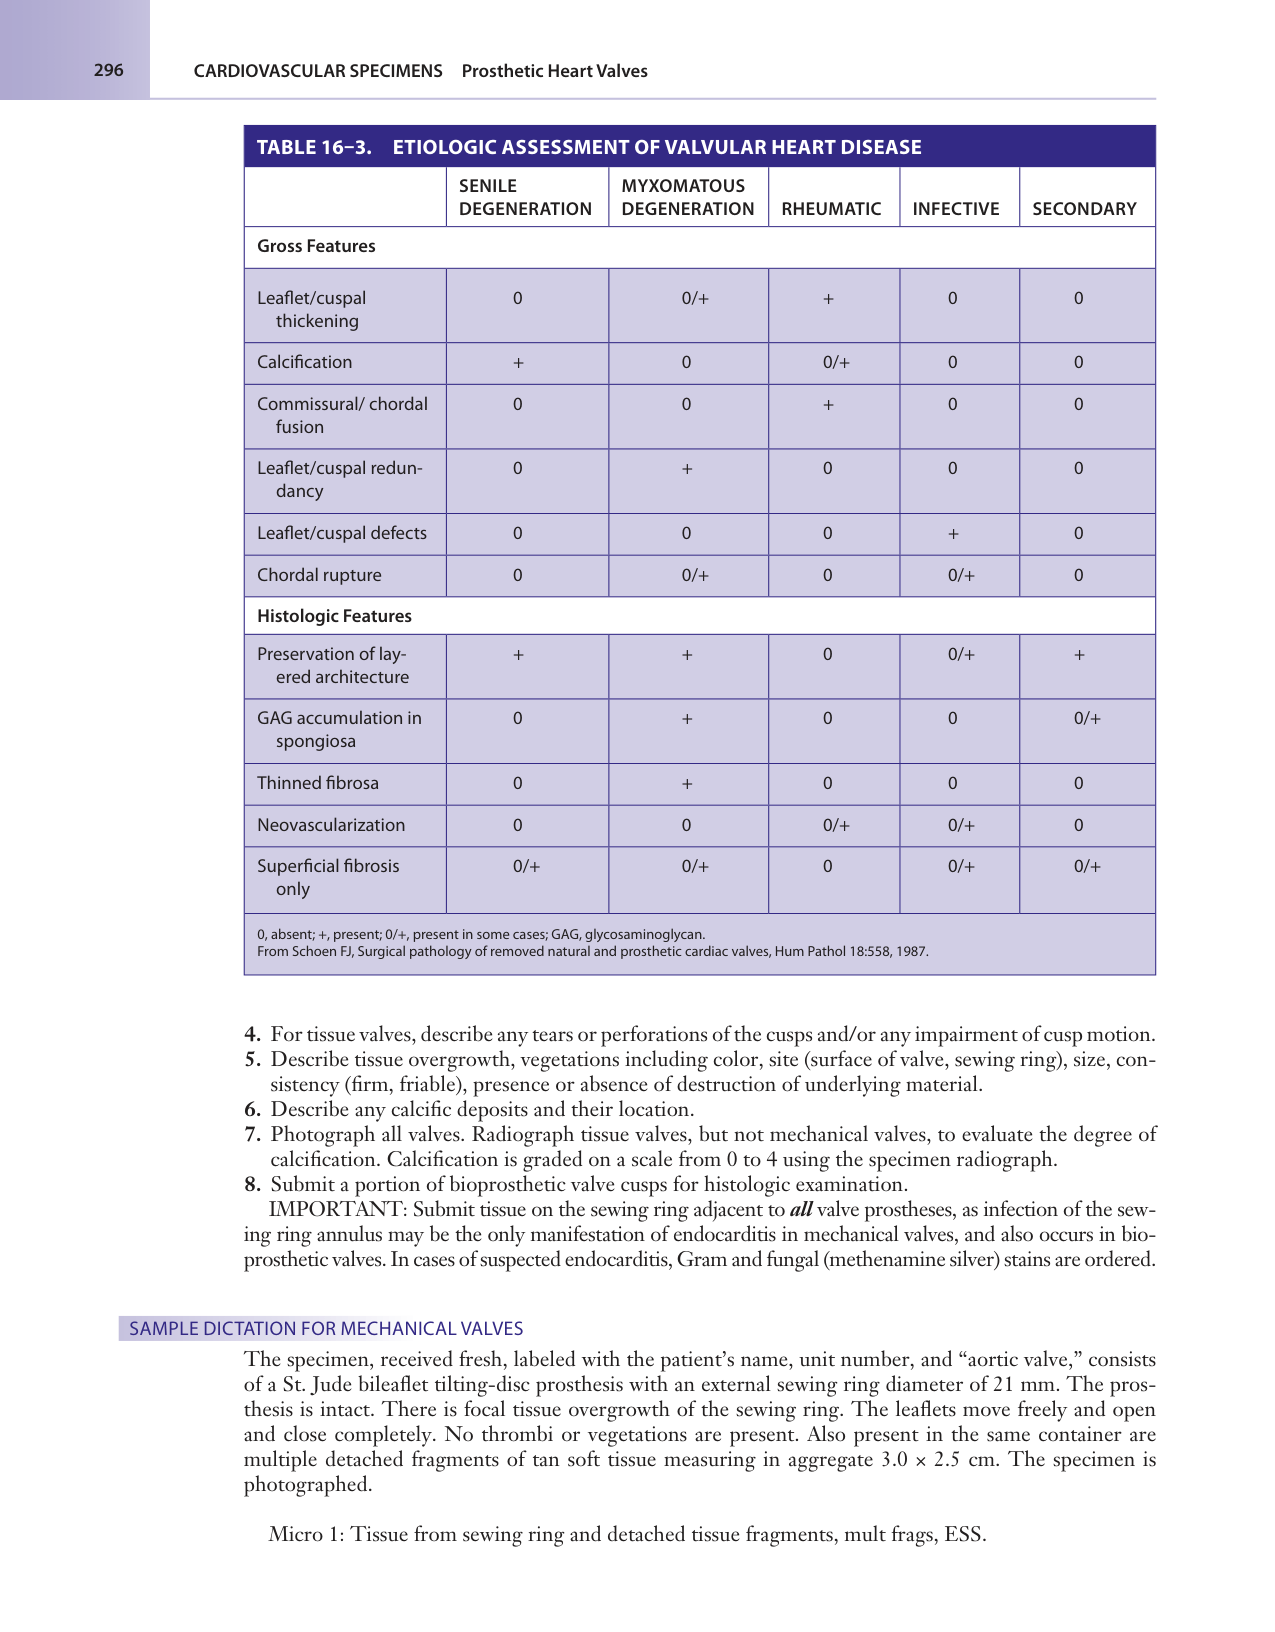 296
CARDIOVASCULAR SPECIMENS Prosthetic Heart Valves
TABLE 16–3. ETIOLOGIC ASSESSMENT OF VALVULAR HEART DISEASE
SENILE DEGENERATION MYXOMATOUS DEGENERATION RHEUMATIC INFECTIVE SECONDARY
Gross Features
Leaflet/cuspal 0 0/+ + 0 0
thickening
Calcification + 0 0/+ 0 0
Commissural/ chordal 0 0 + 0 0
fusion
Leaflet/cuspal redun- 0 + 0 0 0
dancy
Leaflet/cuspal defects 0 0 0 + 0
Chordal rupture 0 0/+ 0 0/+ 0
Histologic Features
Preservation of lay- + + 0 0/+ +
ered architecture
GAG accumulation in 0 + 0 0 0/+
spongiosa
Thinned fibrosa 0 + 0 0 0
Neovascularization 0 0 0/+ 0/+ 0
Superficial fibrosis 0/+ 0/+ 0 0/+ 0/+
only
0, absent; +, present; 0/+, present in some cases; GAG, glycosaminoglycan.
From Schoen FJ, Surgical pathology of removed natural and prosthetic cardiac valves, Hum Pathol 18:558, 1987.
4. For tissue valves, describe any tears or perforations of the cusps and/or any impairment of cusp motion.
5. Describe tissue overgrowth, vegetations including color, site (surface of valve, sewing ring), size, con-
sistency (firm, friable), presence or absence of destruction of underlying material.
6. Describe any calcific deposits and their location.
7. Photograph all valves. Radiograph tissue valves, but not mechanical valves, to evaluate the degree of
calcification. Calcification is graded on a scale from 0 to 4 using the specimen radiograph.
8. Submit a portion of bioprosthetic valve cusps for histologic examination.
IMPORTANT: Submit tissue on the sewing ring adjacent to all valve prostheses, as infection of the sew-
ing ring annulus may be the only manifestation of endocarditis in mechanical valves, and also occurs in bio-
prosthetic valves. In cases of suspected endocarditis, Gram and fungal (methenamine silver) stains are ordered.
SAMPLE DICTATION FOR MECHANICAL VALVES
The specimen, received fresh, labeled with the patient’s name, unit number, and “aortic valve,” consists
of a St. Jude bileaflet tilting-disc prosthesis with an external sewing ring diameter of 21 mm. The pros-
thesis is intact. There is focal tissue overgrowth of the sewing ring. The leaflets move freely and open
and close completely. No thrombi or vegetations are present. Also present in the same container are
multiple detached fragments of tan soft tissue measuring in aggregate 3.0 × 2.5 cm. The specimen is
photographed.
Micro 1: Tissue from sewing ring and detached tissue fragments, mult frags, ESS.